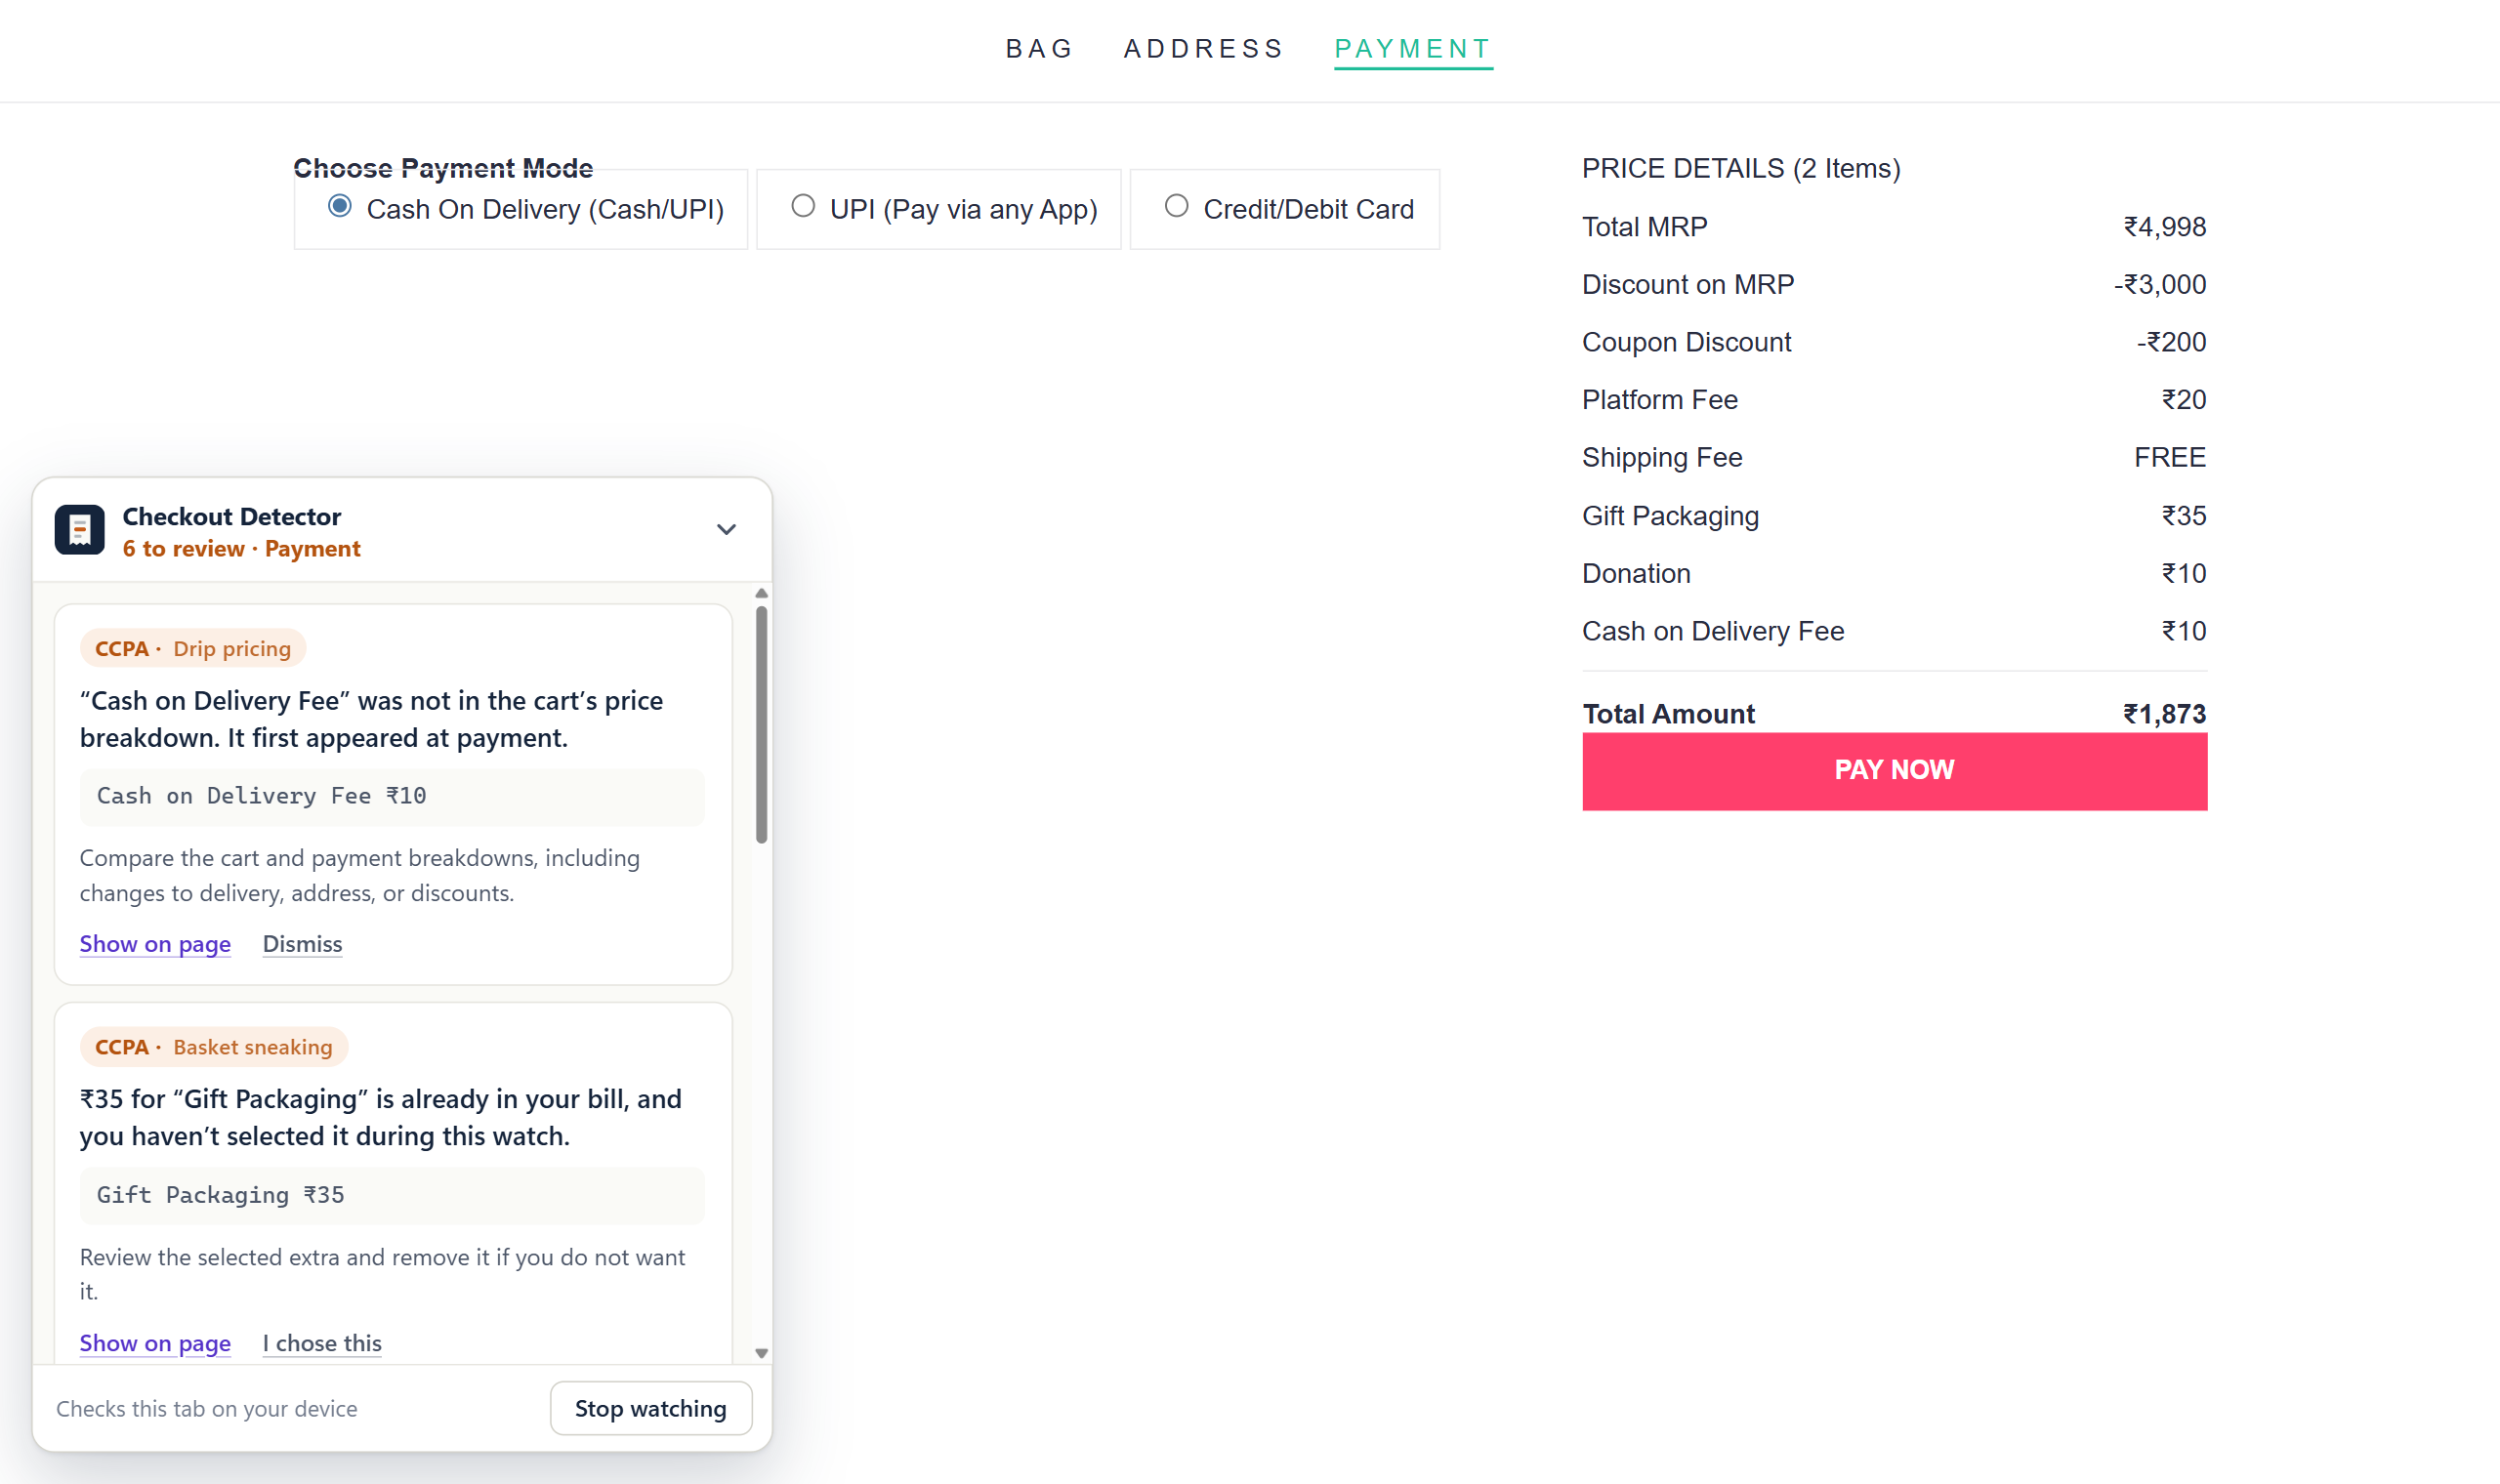 BAG ADDRESS PAYMENT
Choose Payment Mode
Cash On Delivery (Cash/UPI) UPI (Pay via any App) Credit/Debit Card
PRICE DETAILS (2 Items)
Total MRP ₹4,998
Discount on MRP -₹3,000
Coupon Discount -₹200
Platform Fee ₹20
Shipping Fee FREE
Gift Packaging ₹35
Donation ₹10
Cash on Delivery Fee ₹10
Total Amount ₹1,873
PAY NOW
Checkout Detector
6 to review · Payment
CCPA · Drip pricing
“Cash on Delivery Fee” was not in the cart’s price
breakdown. It first appeared at payment.
Cash on Delivery Fee ₹10
Compare the cart and payment breakdowns, including
changes to delivery, address, or discounts.
Show on page Dismiss
CCPA · Basket sneaking
₹35 for “Gift Packaging” is already in your bill, and
you haven’t selected it during this watch.
Gift Packaging ₹35
Review the selected extra and remove it if you do not want
it.
Show on page I chose this
Checks this tab on your device Stop watching